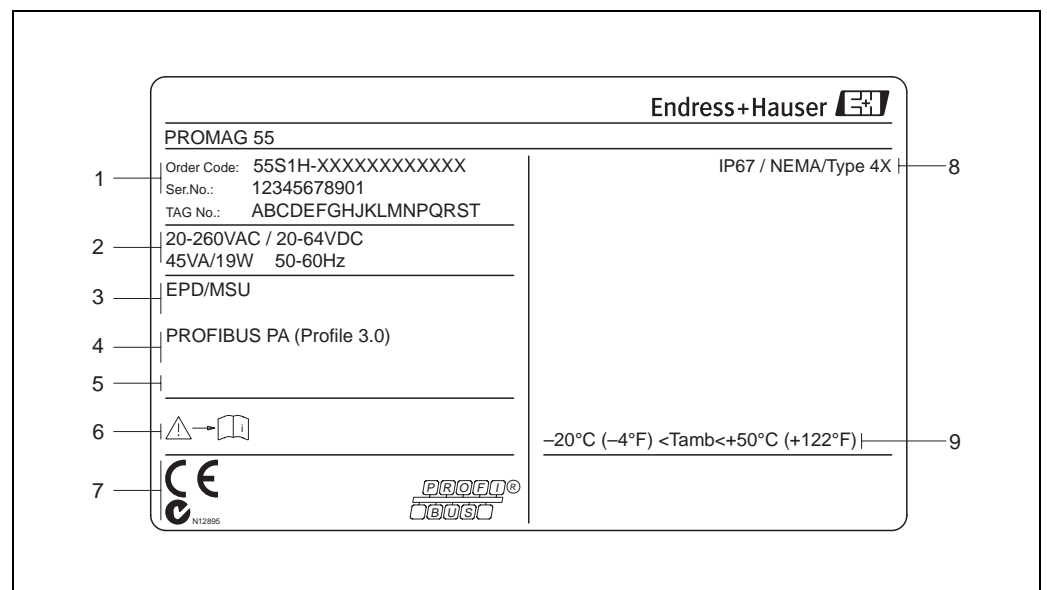 Endress+Hauser
PROMAG 55
1
Order Code: 55S1H-XXXXXXXXXXXX
Ser.No.: 12345678901
TAG No.: ABCDEFGHJKLMNPQRST
2
20-260VAC / 20-64VDC
45VA/19W 50-60Hz
3
EPD/MSU
4
PROFIBUS PA (Profile 3.0)
5
6
i
7
CE
N12895
PROFI®
BUS
IP67 / NEMA/Type 4X
8
–20°C (–4°F) <Tamb<+50°C (+122°F)
9